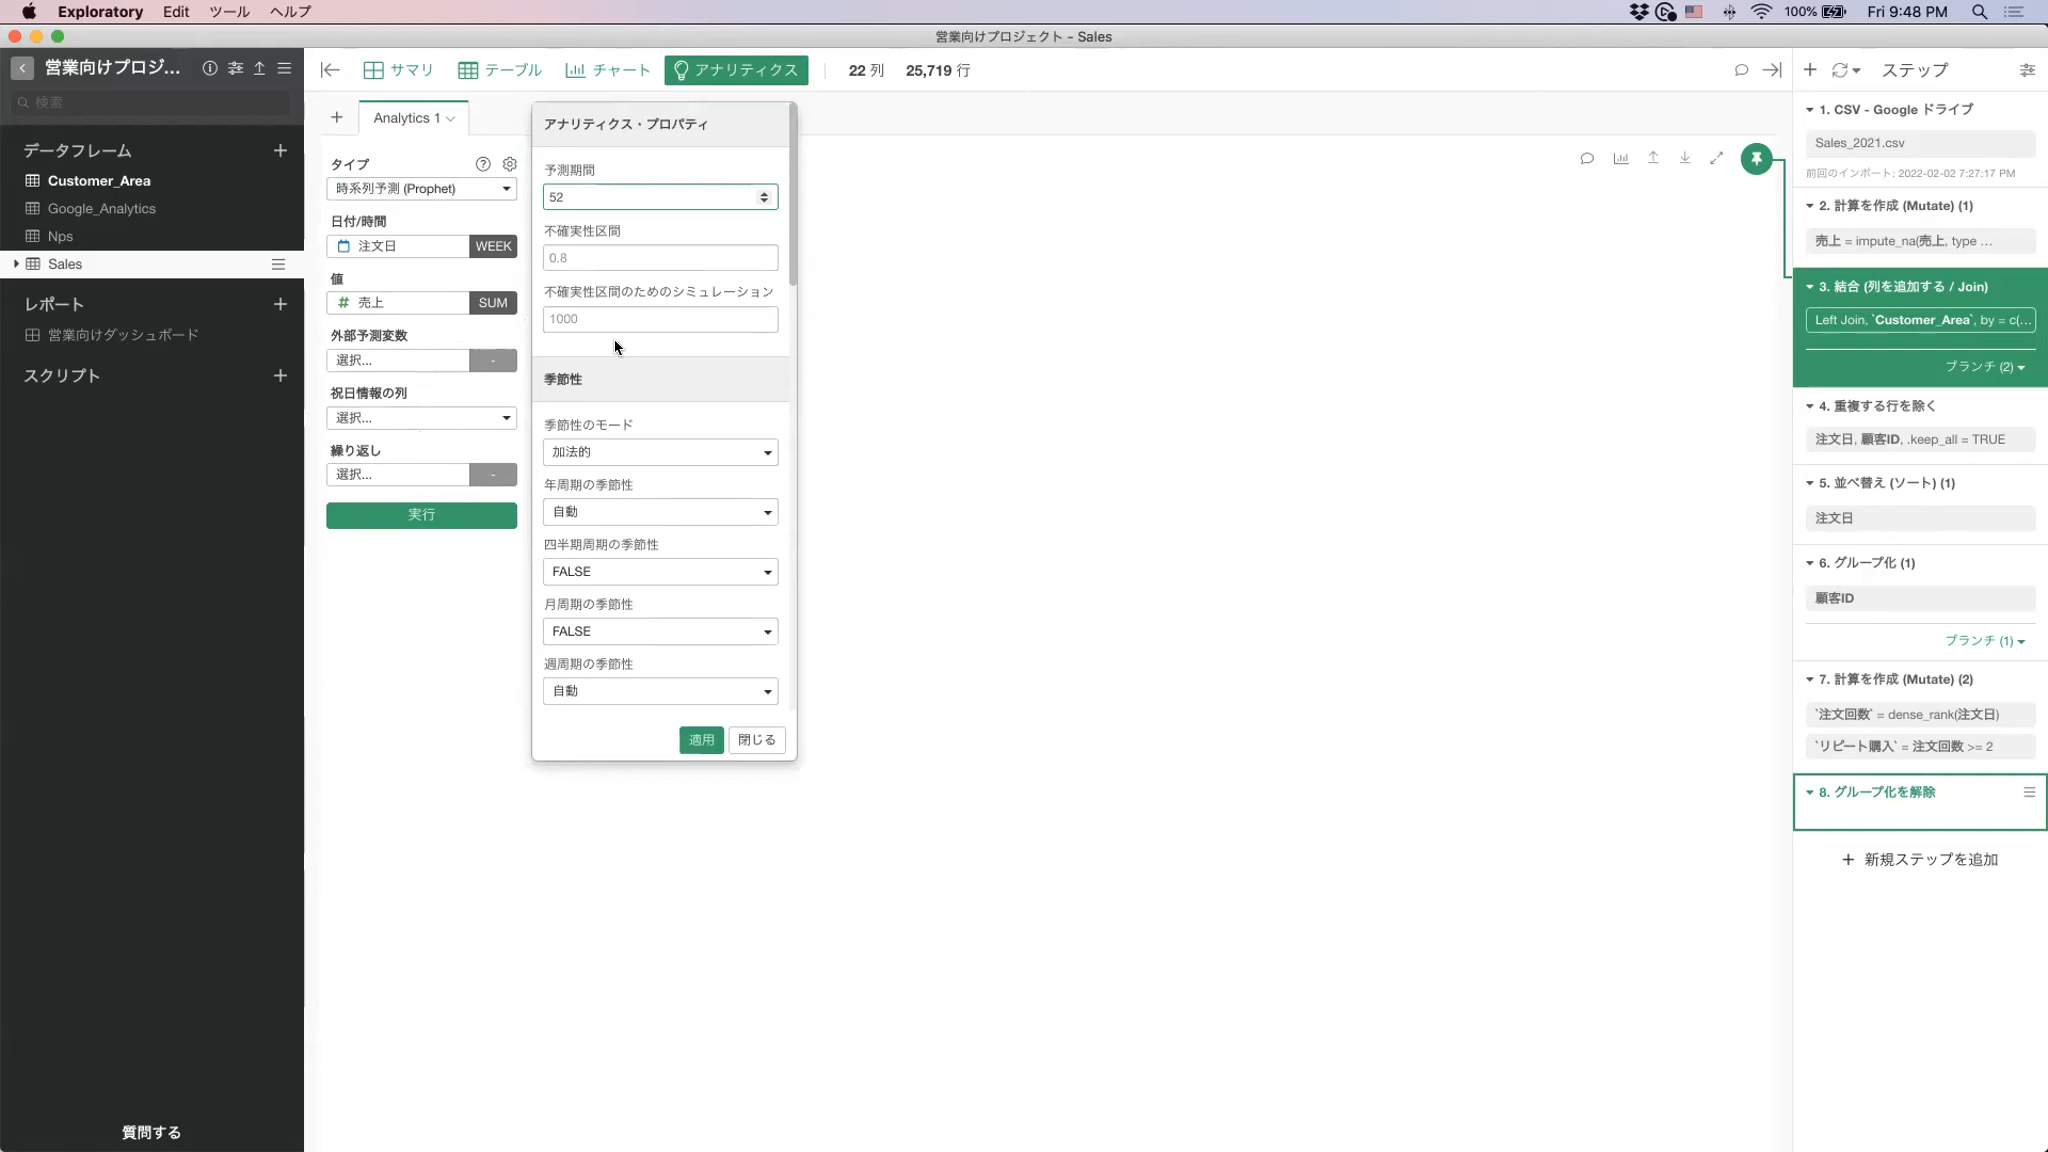 Exploratory Edit ツール ヘルプ
100% Fri 9:48 PM
営業向けプロジェクト - Sales
営業向けプロジ...
検索
データフレーム
Customer_Area
Google_Analytics
Nps
Sales
レポート
営業向けダッシュボード
スクリプト
質問する
サマリ テーブル チャート アナリティクス 22 列 25,719 行
Analytics 1
タイプ
時系列予測 (Prophet)
日付/時間
注文日 WEEK
値
売上 SUM
外部予測変数
選択... -
祝日情報の列
選択...
繰り返し
選択... -
実行
アナリティクス・プロパティ
予測期間
52
不確実性区間
0.8
不確実性区間のためのシミュレーション
1000
季節性
季節性のモード
加法的
年周期の季節性
自動
四半期周期の季節性
FALSE
月周期の季節性
FALSE
週周期の季節性
自動
適用 閉じる
ステップ
1. CSV - Google ドライブ
Sales_2021.csv
前回のインポート: 2022-02-02 7:27:17 PM
2. 計算を作成 (Mutate) (1)
売上 = impute_na(売上, type ...
3. 結合 (列を追加する / Join)
Left Join, `Customer_Area`, by = c(...
ブランチ (2)
4. 重複する行を除く
注文日, 顧客ID, .keep_all = TRUE
5. 並べ替え (ソート) (1)
注文日
6. グループ化 (1)
顧客ID
ブランチ (1)
7. 計算を作成 (Mutate) (2)
`注文回数` = dense_rank(注文日)
`リピート購入` = 注文回数 >= 2
8. グループ化を解除
新規ステップを追加